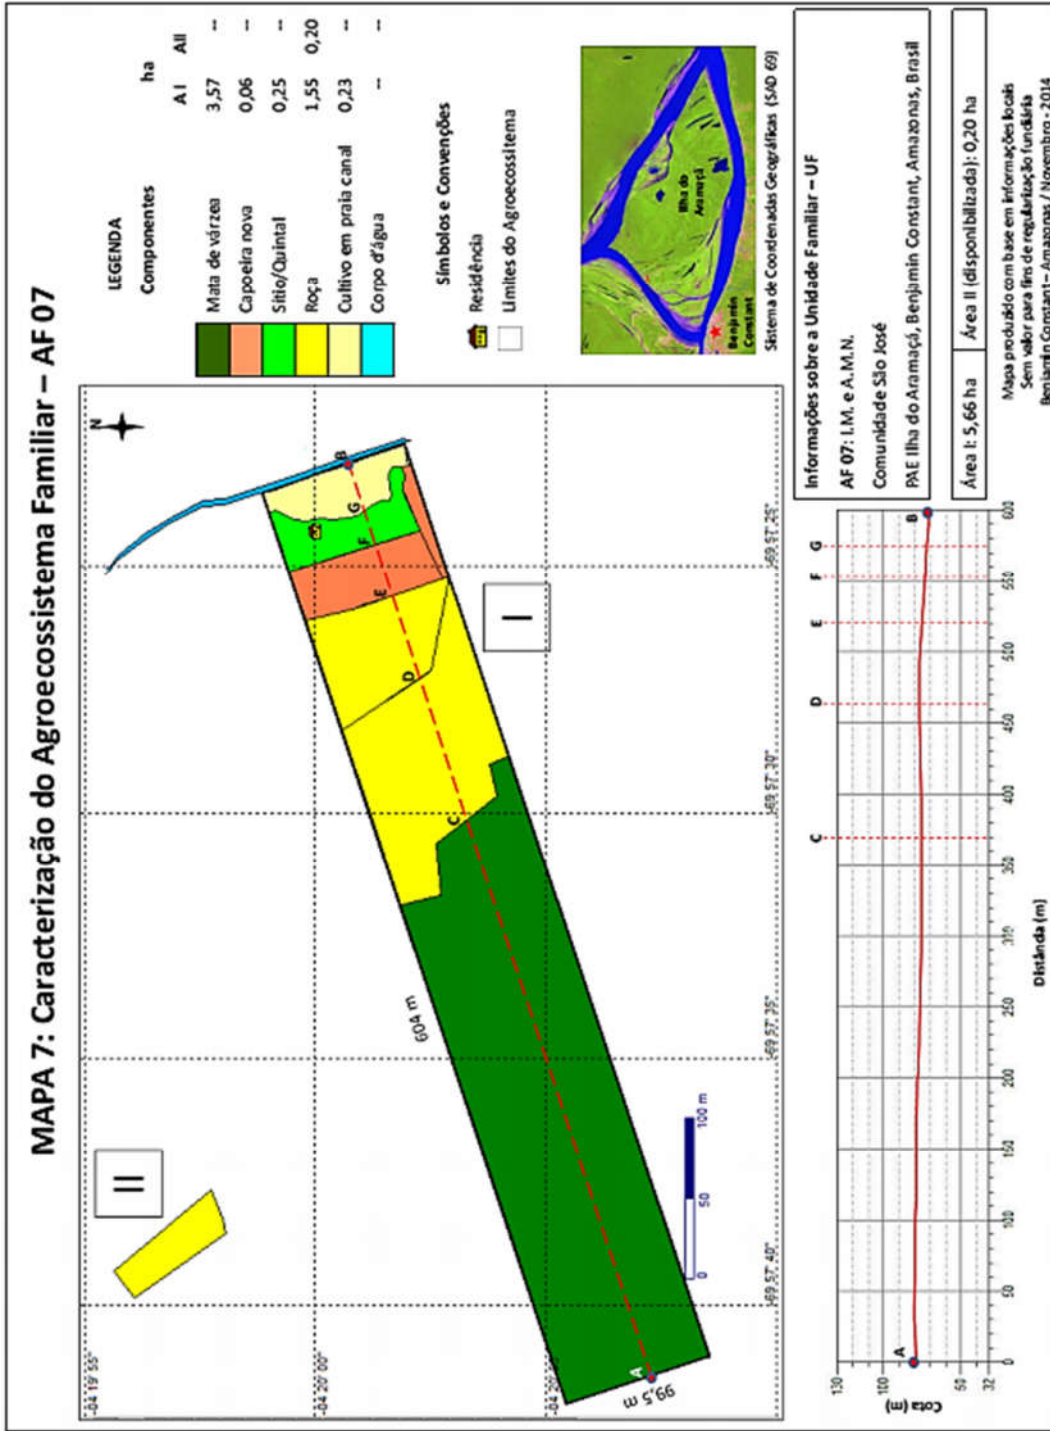 MAPA 7: Caracterização do Agroecossistema Familiar – AF 07
II
I
N
-04 19' 55"
-04 20' 00"
-69 57' 40"
-69 57' 35"
-69 57' 30"
-69 57' 25"
604 m
99,5 m
A
C
D
E
F
G
B
0 50 100 m
LEGENDA
Componentes ha
A I AII
Mata de várzea 3,57 --
Capoeira nova 0,06 --
Sítio/Quintal 0,25 --
Roça 1,55 0,20
Cultivo em praia canal 0,23 --
Corpo d'água -- --
Símbolos e Convenções
Residência
Limites do Agroecossitema
Ilha do
Aramaçá
Benjamin
Constant
Sistema de Coordenadas Geográficas (SAD 69)
Informações sobre a Unidade Familiar – UF
AF 07: I.M. e A.M.N.
Comunidade São José
PAE Ilha do Aramaçá, Benjamin Constant, Amazonas, Brasil
Área I: 5,66 ha Área II (disponibilizada): 0,20 ha
Mapa produzido com base em informações locais
Sem valor para fins de regularização fundiária
Benjamin Constant – Amazonas / Novembro - 2014
A C D E F G B
Cota (m)
130
100
50
32
0 50 100 150 200 250 300 350 400 450 500 550 600
Distância (m)